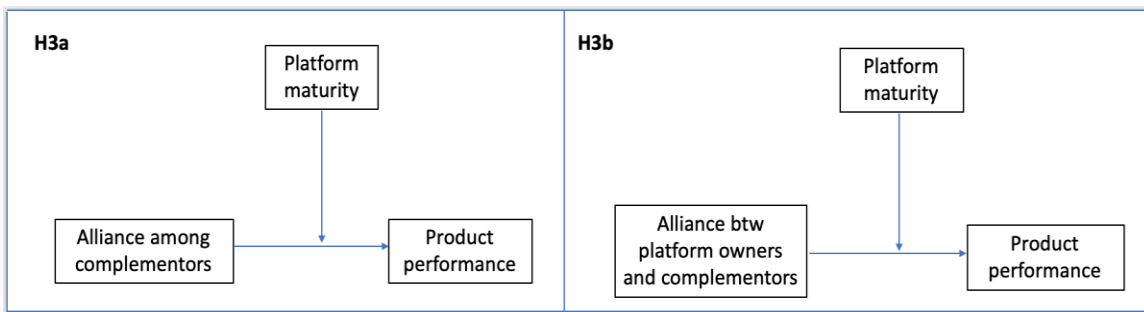 H3a
Platform
maturity
Alliance among
complementors
Product
performance
H3b
Platform
maturity
Alliance btw
platform owners
and complementors
Product
performance